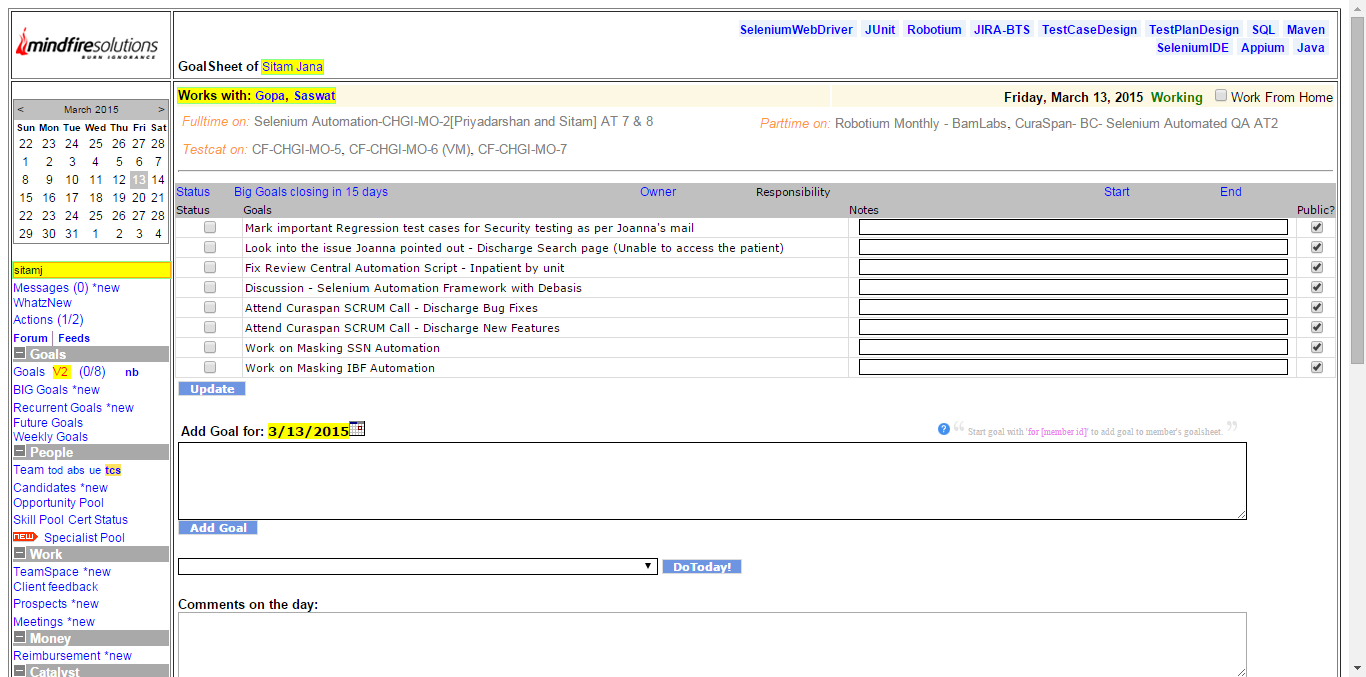 mindfiresolutions
BURN IGNORANCE
SeleniumWebDriver JUnit Robotium JIRA-BTS TestCaseDesign TestPlanDesign SQL Maven
SeleniumIDE Appium Java
GoalSheet of Sitam Jana
< March 2015 >
Sun Mon Tue Wed Thu Fri Sat
22 23 24 25 26 27 28
1 2 3 4 5 6 7
8 9 10 11 12 13 14
15 16 17 18 19 20 21
22 23 24 25 26 27 28
29 30 31 1 2 3 4
sitamj
Messages (0) *new
WhatzNew
Actions (1/2)
Forum | Feeds
Goals
Goals V2 (0/8) nb
BIG Goals *new
Recurrent Goals *new
Future Goals
Weekly Goals
People
Team tod abs ue tcs
Candidates *new
Opportunity Pool
Skill Pool Cert Status
NEW Specialist Pool
Work
TeamSpace *new
Client feedback
Prospects *new
Meetings *new
Money
Reimbursement *new
Catalyst
Works with: Gopa, Saswat
Friday, March 13, 2015 Working Work From Home
Fulltime on: Selenium Automation-CHGI-MO-2[Priyadarshan and Sitam] AT 7 & 8
Parttime on: Robotium Monthly - BamLabs, CuraSpan- BC- Selenium Automated QA AT2
Testcat on: CF-CHGI-MO-5, CF-CHGI-MO-6 (VM), CF-CHGI-MO-7
Status Big Goals closing in 15 days Owner Responsibility Start End
Status Goals Notes Public?
Mark important Regression test cases for Security testing as per Joanna's mail
Look into the issue Joanna pointed out - Discharge Search page (Unable to access the patient)
Fix Review Central Automation Script - Inpatient by unit
Discussion - Selenium Automation Framework with Debasis
Attend Curaspan SCRUM Call - Discharge Bug Fixes
Attend Curaspan SCRUM Call - Discharge New Features
Work on Masking SSN Automation
Work on Masking IBF Automation
Update
Add Goal for: 3/13/2015
? “ Start goal with 'for [member id]' to add goal to member's goalsheet. ”
Add Goal
DoToday!
Comments on the day: